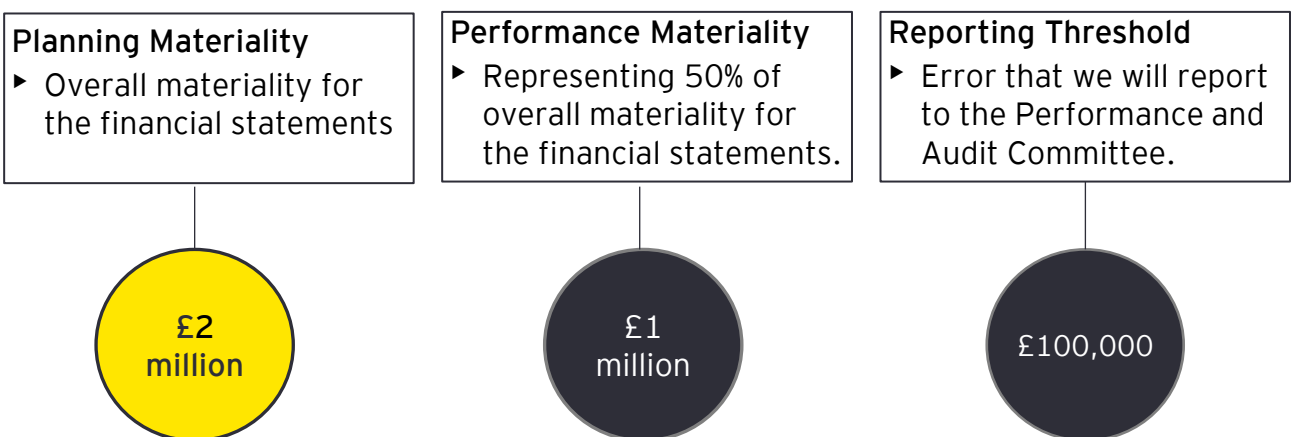 Planning Materiality
► Overall materiality for
the financial statements
Performance Materiality
► Representing 50% of
overall materiality for
the financial statements.
Reporting Threshold
► Error that we will report
to the Performance and
Audit Committee.
£2
million
£1
million
£100,000